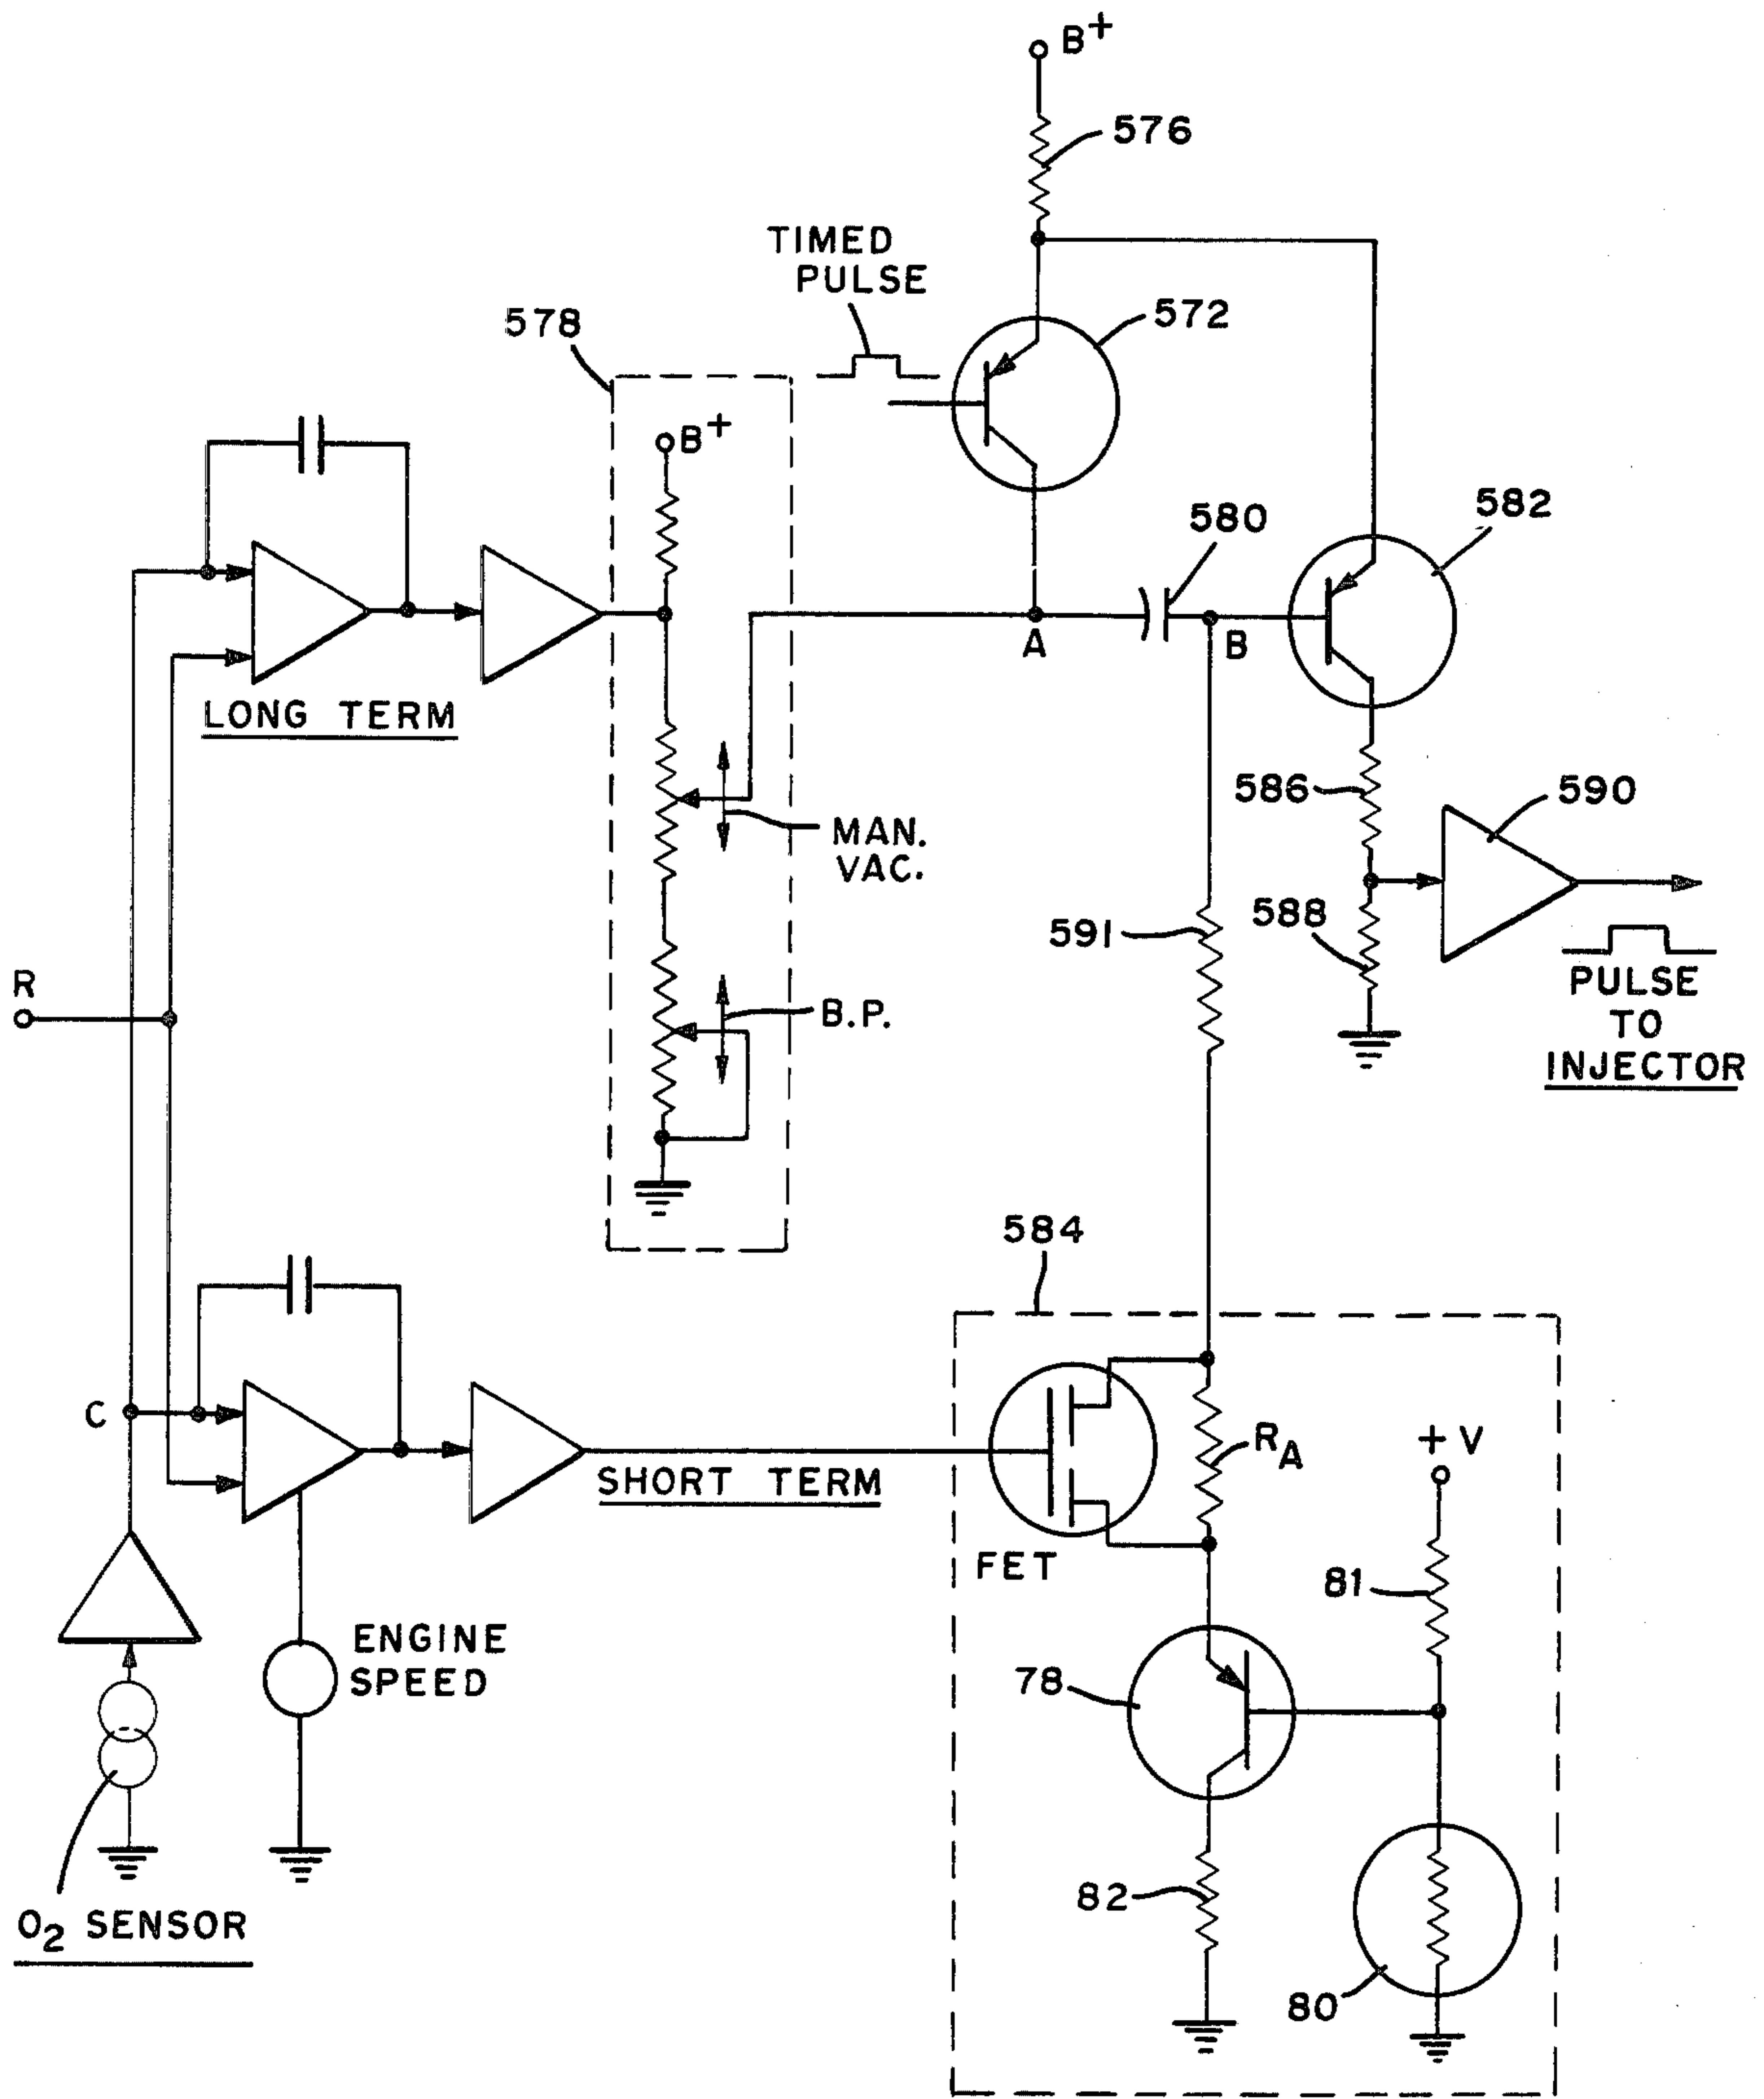 B+
576
TIMED
PULSE
572
578
B+
580
582
A
B
LONG TERM
586
590
MAN.
VAC.
591
588
R
B.P.
PULSE
TO
INJECTOR
584
C
RA
+ V
SHORT TERM
FET
81
ENGINE
SPEED
78
82
O2 SENSOR
80